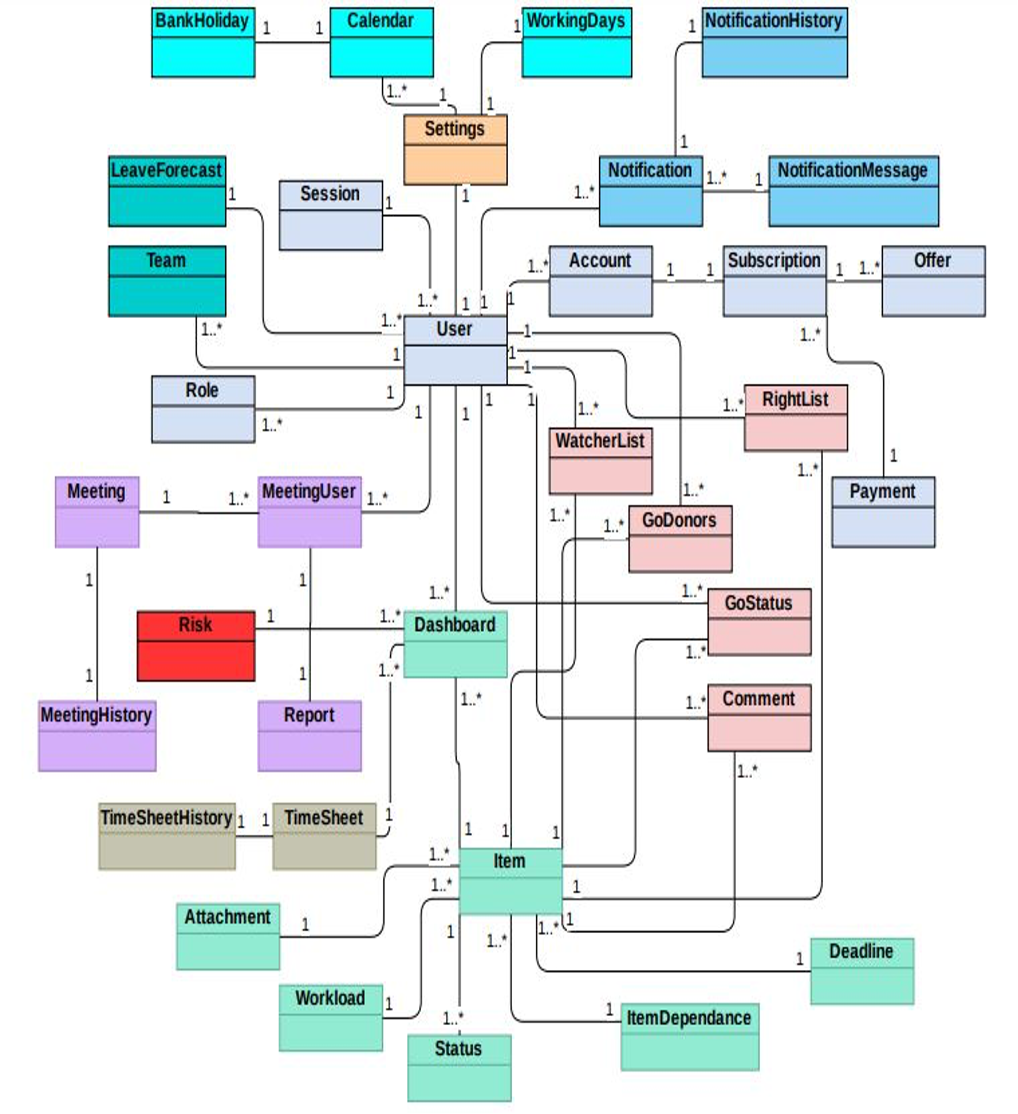 BankHoliday 1 1 Calendar 1 WorkingDays 1 NotificationHistory
1..* 1 1
Settings 1
LeaveForecast 1 Session 1 1 1..* Notification 1..* 1 NotificationMessage
Team 1..* Account 1 1 Subscription 1 1..* Offer
1..* 1 1 1
1..* 1..* User 1 1..*
1 1
1
Role 1..* 1 1 1 1 1 1..* 1..* RightList
WatcherList
Meeting 1 1..* MeetingUser 1..* 1..* 1..* 1
1..* 1..* GoDonors Payment
1 1 1..* 1..* GoStatus
Risk 1 1..* Dashboard
1..* 1..*
1 1 1..* 1..* Comment
MeetingHistory Report
1..*
TimeSheetHistory 1 1 TimeSheet 1 1 1 1
1..* Item
1..* 1
Attachment 1 1 1..* 1..* 1
Deadline 1
Workload 1 1..* 1 ItemDependance
Status